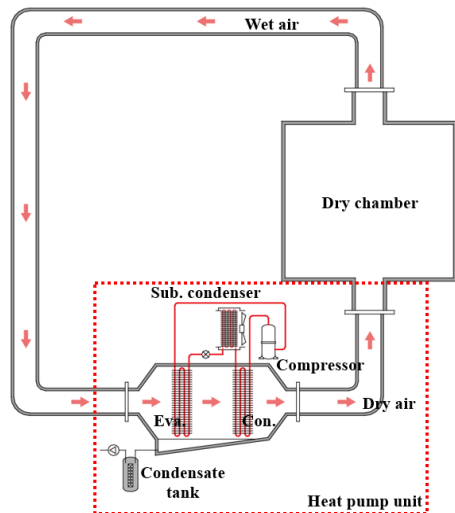 Wet air
Dry chamber
Sub. condenser
Compressor
Eva.
Con.
Dry air
Condensate
tank
Heat pump unit